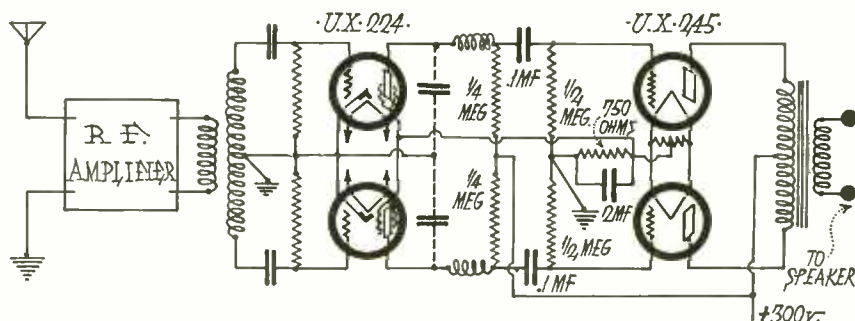 ·U.X·224·
·U.X·245·
R.F.
AMPLIFIER
¼
MEG
¼
MEG
.1MF
.1MF
½
MEG.
½ MEG
750
OHMS
2MF
TO
SPEAKER
+300V.